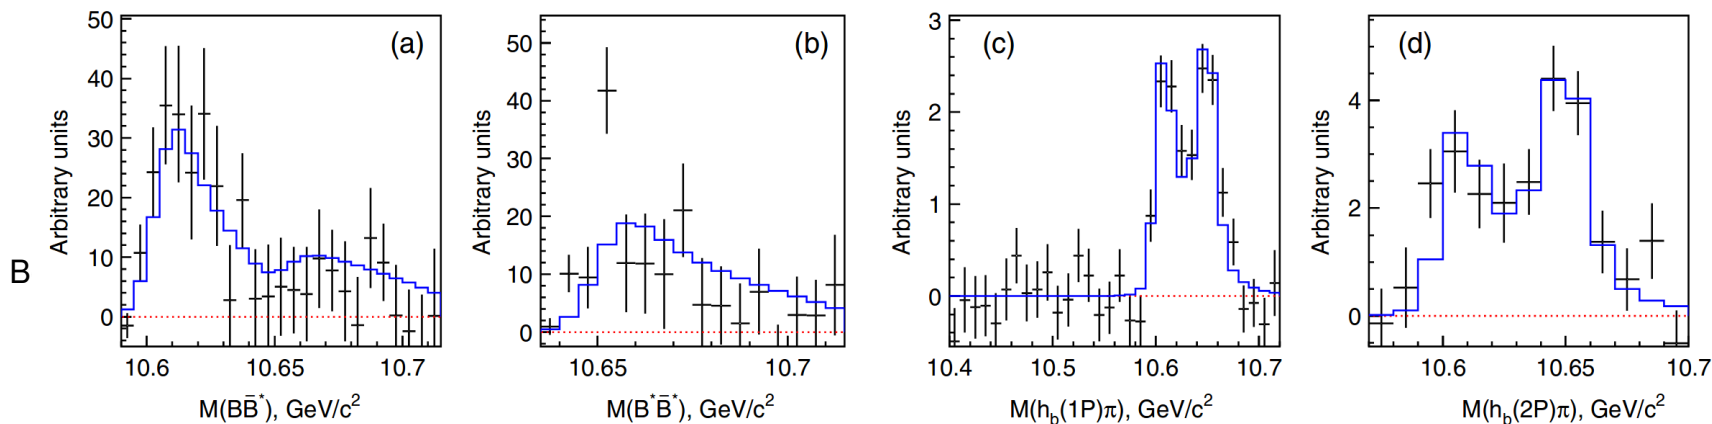 B
(a)
Arbitrary units
50
40
30
20
10
0
10.6
10.65
10.7
M(BB̄*), GeV/c²
(b)
Arbitrary units
50
40
30
20
10
0
10.65
10.7
M(B*B̄*), GeV/c²
(c)
Arbitrary units
3
2
1
0
10.4
10.5
10.6
10.7
M(h_b(1P)π), GeV/c²
(d)
Arbitrary units
4
2
0
10.6
10.65
10.7
M(h_b(2P)π), GeV/c²